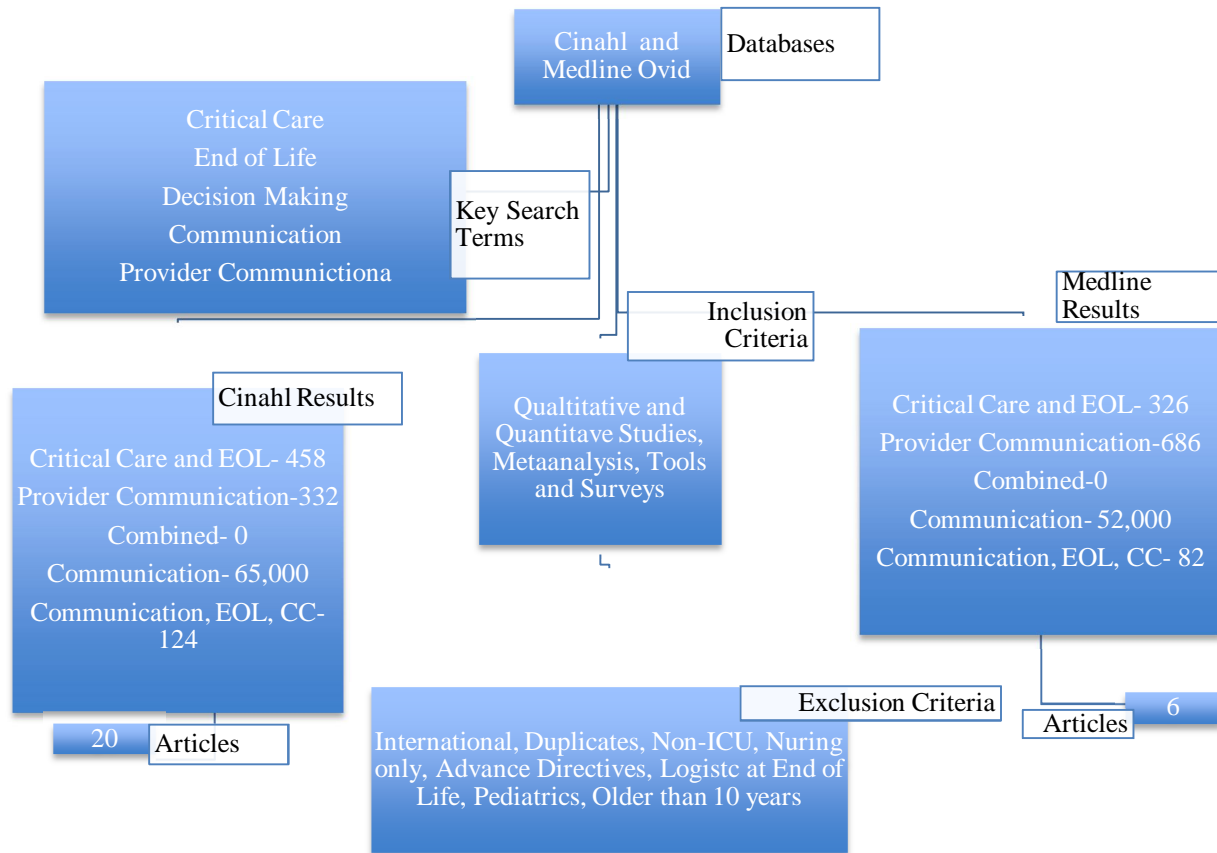 Cinahl and
Medline Ovid
Databases
Critical Care
End of Life
Decision Making
Communication
Provider Communictiona
Key Search
Terms
Inclusion
Criteria
Medline
Results
Cinahl Results
Critical Care and EOL- 458
Provider Communication-332
Combined- 0
Communication- 65,000
Communication, EOL, CC-
124
Qualtitative and
Quantitave Studies,
Metaanalysis, Tools
and Surveys
Critical Care and EOL- 326
Provider Communication-686
Combined-0
Communication- 52,000
Communication, EOL, CC- 82
20
Articles
Exclusion Criteria
International, Duplicates, Non-ICU, Nuring
only, Advance Directives, Logistc at End of
Life, Pediatrics, Older than 10 years
6
Articles